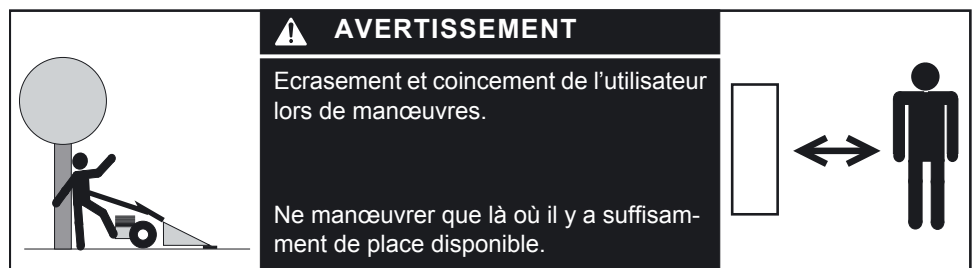 AVERTISSEMENT
Ecrasement et coincement de l'utilisateur
lors de manœuvres.
Ne manœuvrer que là où il y a suffisam-
ment de place disponible.